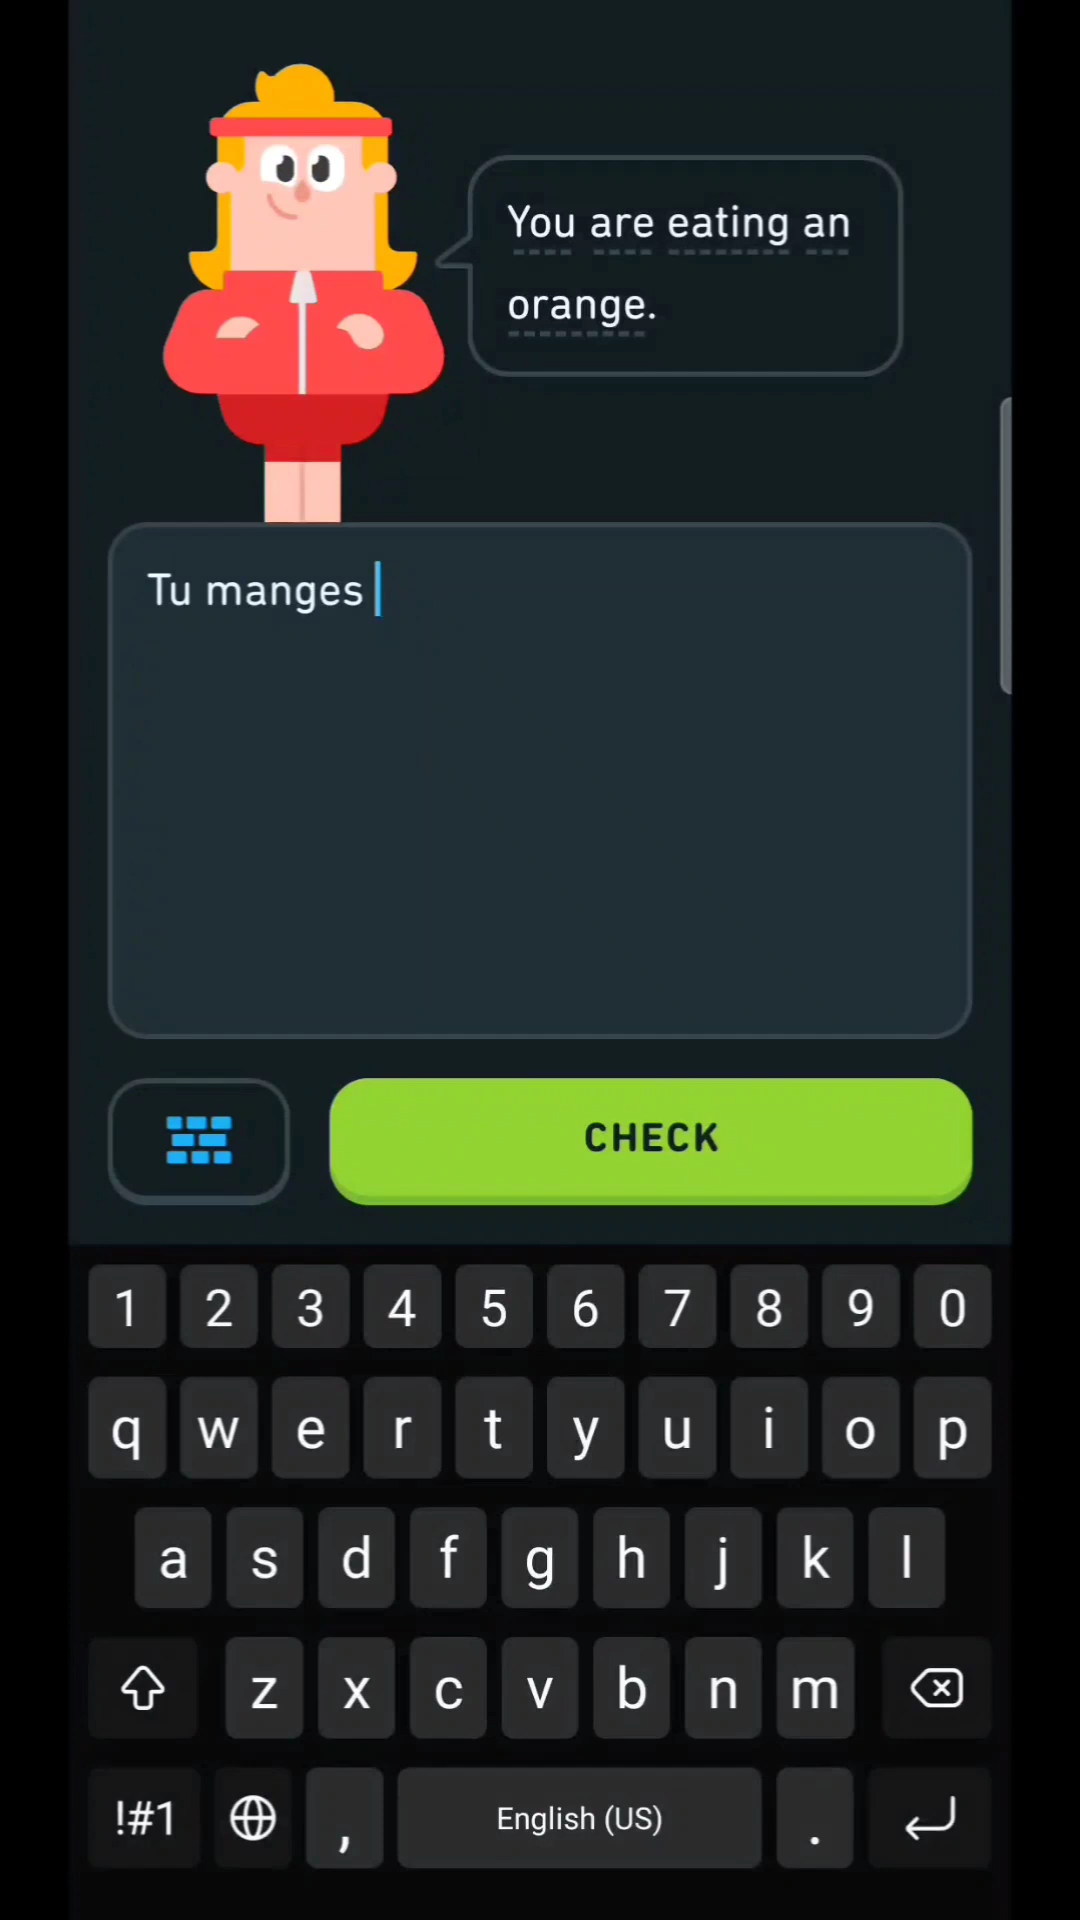 You are eating an
orange.
Tu manges
CHECK
1 2 3 4 5 6 7 8 9 0
q w e r t y u i o p
a s d f g h j k l
z x c v b n m
!#1 , English (US) .